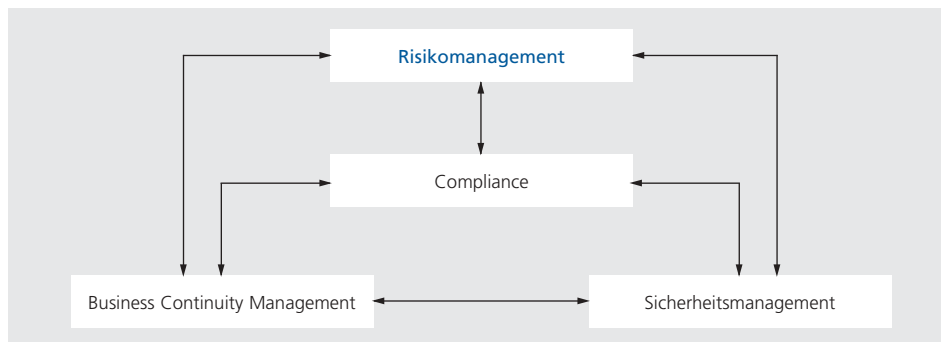 Risikomanagement
Compliance
Business Continuity Management
Sicherheitsmanagement